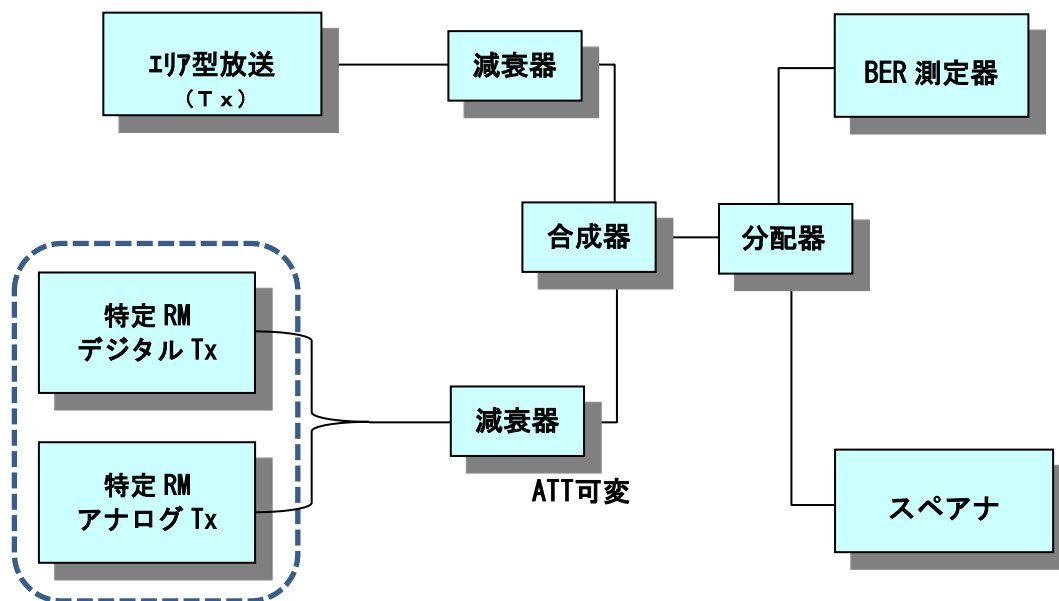 ｴﾘｱ型放送
（Ｔｘ）
減衰器
BER 測定器
合成器
分配器
特定 RM
デジタル Tx
減衰器
ATT可変
特定 RM
アナログ Tx
スペアナ